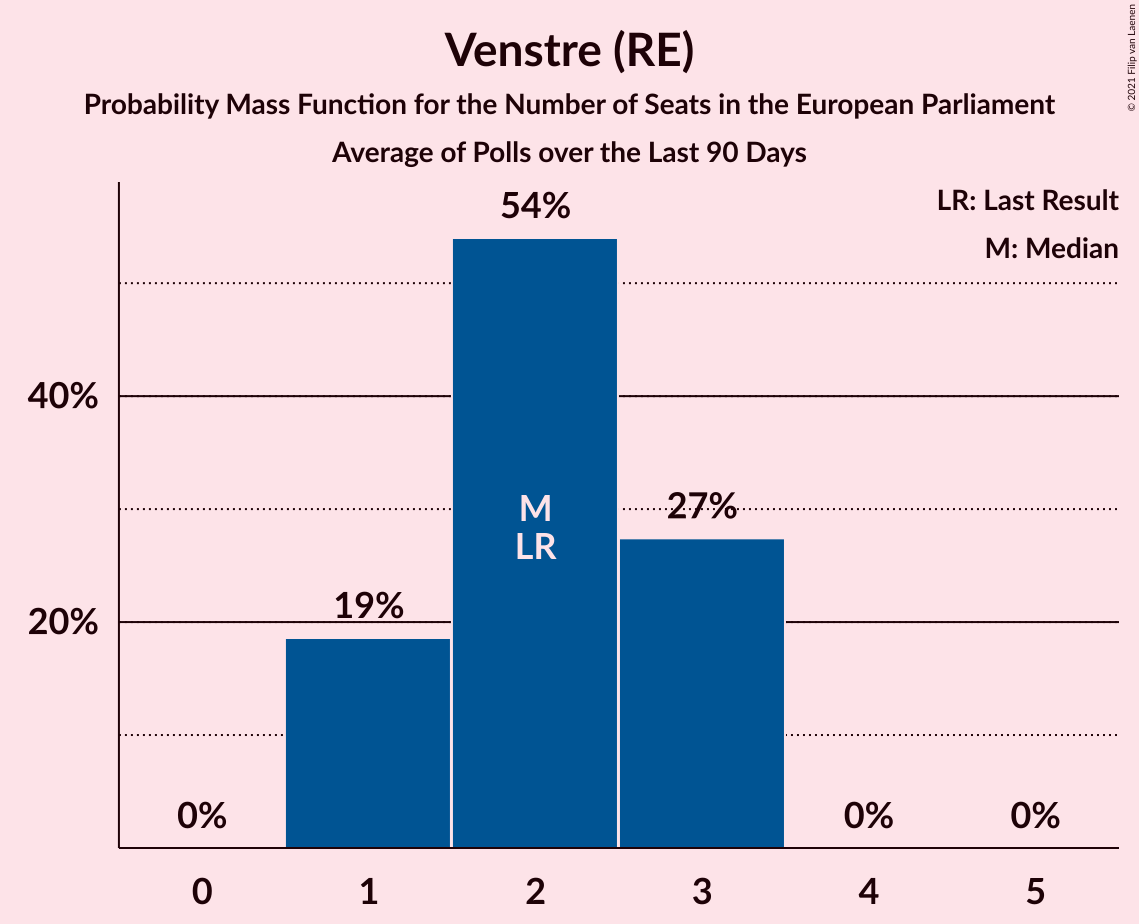 Venstre (RE)
Probability Mass Function for the Number of Seats in the European Parliament
Average of Polls over the Last 90 Days
© 2021 Filip van Laenen
LR: Last Result
M: Median
54%
40%
M
LR
27%
19%
20%
0%
0%
0%
0
1
2
3
4
5